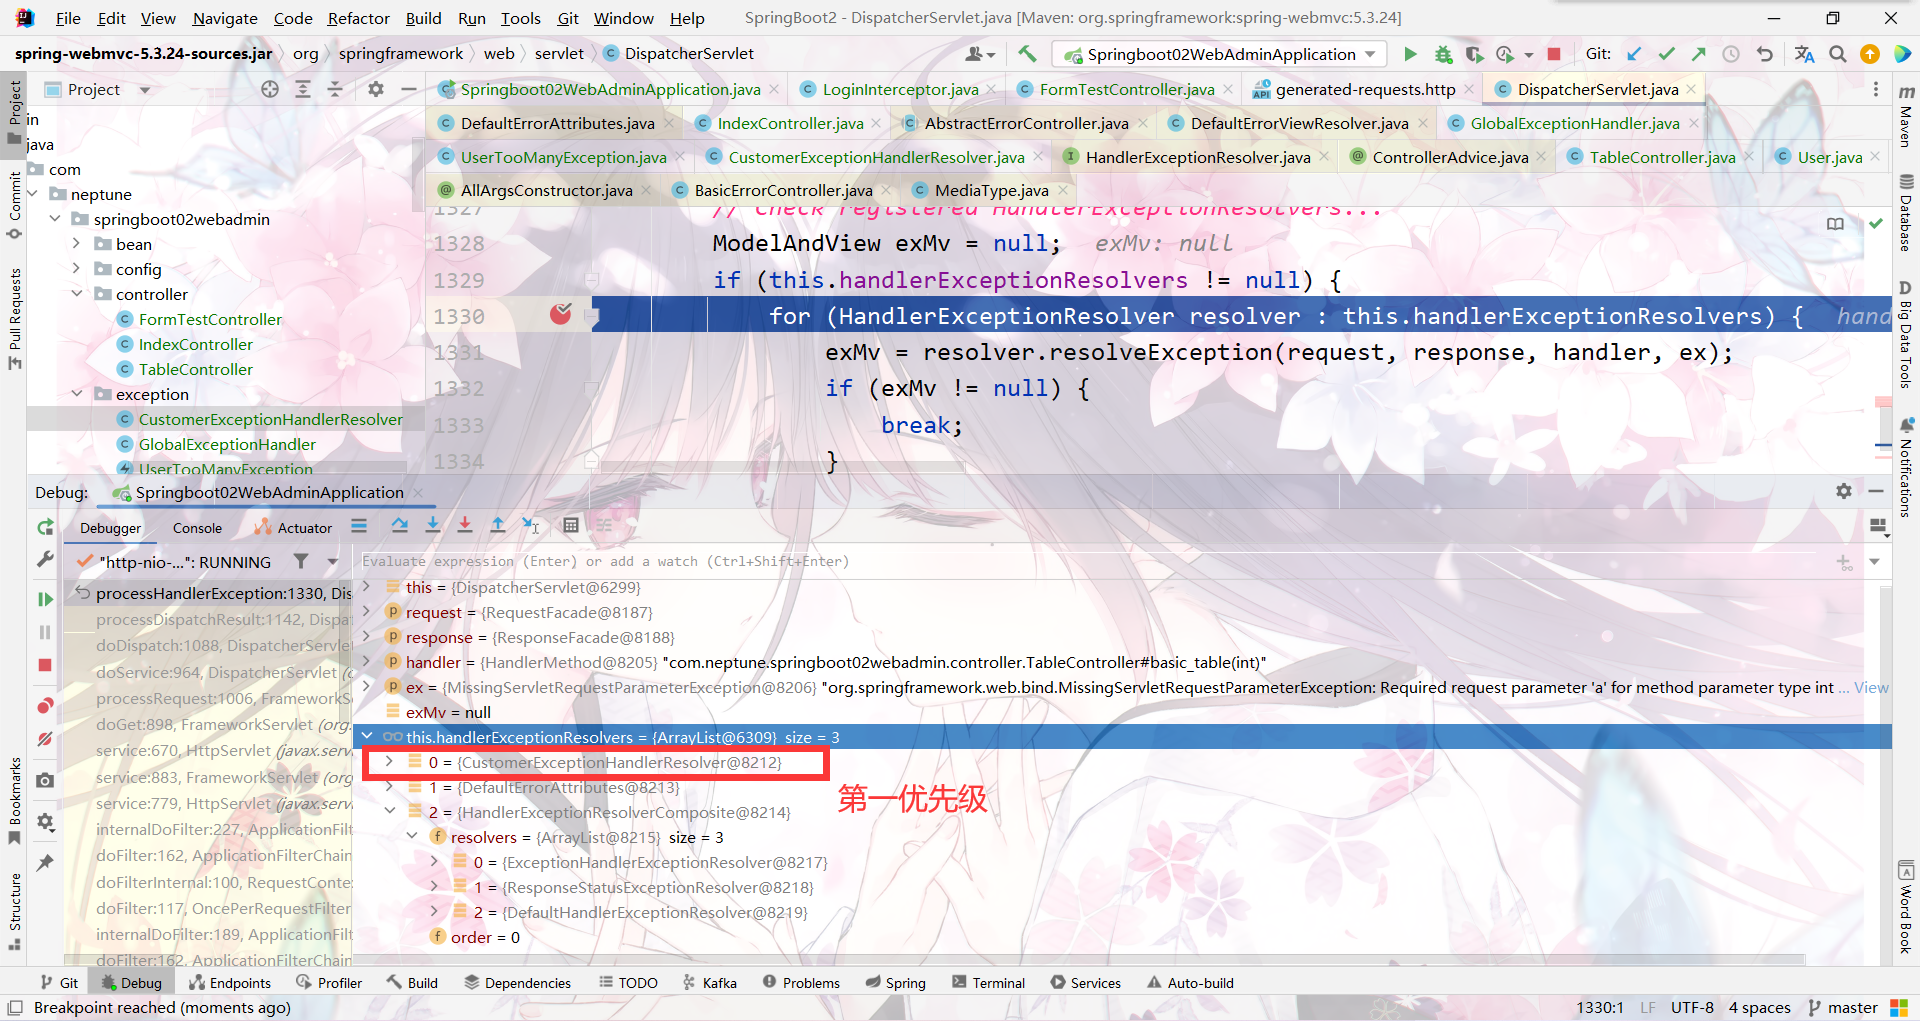 File Edit View Navigate Code Refactor Build Run Tools Git Window Help SpringBoot2 - DispatcherServlet.java [Maven: org.springframework:spring-webmvc:5.3.24]
spring-webmvc-5.3.24-sources.jar org springframework web servlet DispatcherServlet Springboot02WebAdminApplication Git:
Project
Springboot02WebAdminApplication.java LoginInterceptor.java FormTestController.java generated-requests.http DispatcherServlet.java
DefaultErrorAttributes.java IndexController.java AbstractErrorController.java DefaultErrorViewResolver.java GlobalExceptionHandler.java
UserTooManyException.java CustomerExceptionHandlerResolver.java HandlerExceptionResolver.java ControllerAdvice.java TableController.java User.java
AllArgsConstructor.java BasicErrorController.java MediaType.java
in
java
com
neptune
springboot02webadmin
bean
config
controller
FormTestController
IndexController
TableController
exception
CustomerExceptionHandlerResolver
GlobalExceptionHandler
UserTooManyException
1327 // Check registered HandlerExceptionResolvers...
1328 ModelAndView exMv = null; exMv: null
1329 if (this.handlerExceptionResolvers != null) {
1330 for (HandlerExceptionResolver resolver : this.handlerExceptionResolvers) { hand
1331 exMv = resolver.resolveException(request, response, handler, ex);
1332 if (exMv != null) {
1333 break;
1334 }
Project
Commit
Pull Requests
Bookmarks
Structure
Maven
Database
Big Data Tools
Notifications
Word Book
Debug: Springboot02WebAdminApplication
Debugger Console Actuator
"http-nio-...": RUNNING
Evaluate expression (Enter) or add a watch (Ctrl+Shift+Enter)
processHandlerException:1330, Dis
processDispatchResult:1142, Dispat
doDispatch:1088, DispatcherServlet
doService:964, DispatcherServlet (o
processRequest:1006, FrameworkS
doGet:898, FrameworkServlet (org.
service:670, HttpServlet (javax.serv
service:883, FrameworkServlet (org
service:779, HttpServlet (javax.serv
internalDoFilter:227, ApplicationFil
doFilter:162, ApplicationFilterChain
doFilterInternal:100, RequestConte
doFilter:117, OncePerRequestFilter
internalDoFilter:189, ApplicationFil
doFilter:162, ApplicationFilterChain
this = {DispatcherServlet@6299}
request = {RequestFacade@8187}
response = {ResponseFacade@8188}
handler = {HandlerMethod@8205} "com.neptune.springboot02webadmin.controller.TableController#basic_table(int)"
ex = {MissingServletRequestParameterException@8206} "org.springframework.web.bind.MissingServletRequestParameterException: Required request parameter 'a' for method parameter type int ... View
exMv = null
this.handlerExceptionResolvers = {ArrayList@6309} size = 3
0 = {CustomerExceptionHandlerResolver@8212}
1 = {DefaultErrorAttributes@8213}
第一优先级
2 = {HandlerExceptionResolverComposite@8214}
resolvers = {ArrayList@8215} size = 3
0 = {ExceptionHandlerExceptionResolver@8217}
1 = {ResponseStatusExceptionResolver@8218}
2 = {DefaultHandlerExceptionResolver@8219}
order = 0
Git Debug Endpoints Profiler Build Dependencies TODO Kafka Problems Spring Terminal Services Auto-build
Breakpoint reached (moments ago) 1330:1 LF UTF-8 4 spaces master